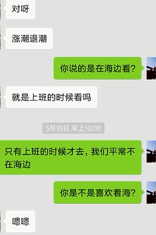 对呀
涨潮退潮
你说的是在海边看?
就是上班的时候看吗
5月16日 早上10:00
只有上班的时候才去，我们平常不
在海边
你是不是喜欢看海?
嗯嗯